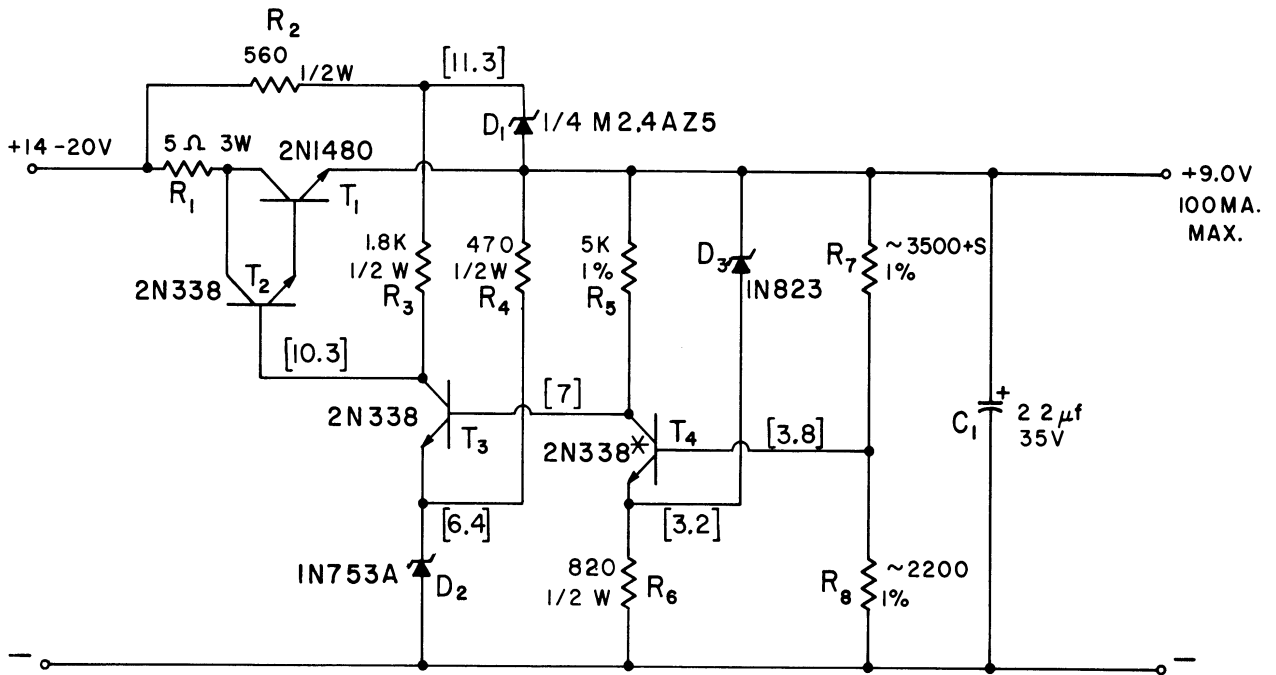 R2
560
1/2W
[11.3]
D1
1/4 M2.4AZ5
+14-20V
5Ω 3W
2N1480
R1
T1
+9.0V
100MA.
MAX.
1.8K
1/2 W
R3
470
1/2W
R4
5K
1%
R5
D3
1N823
R7
~3500+S
1%
T2
2N338
[10.3]
2N338
T3
[7]
T4
2N338*
[3.8]
C1
+
22μf
35V
[6.4]
[3.2]
1N753A
D2
820
1/2 W
R6
R8
~2200
1%
−
−